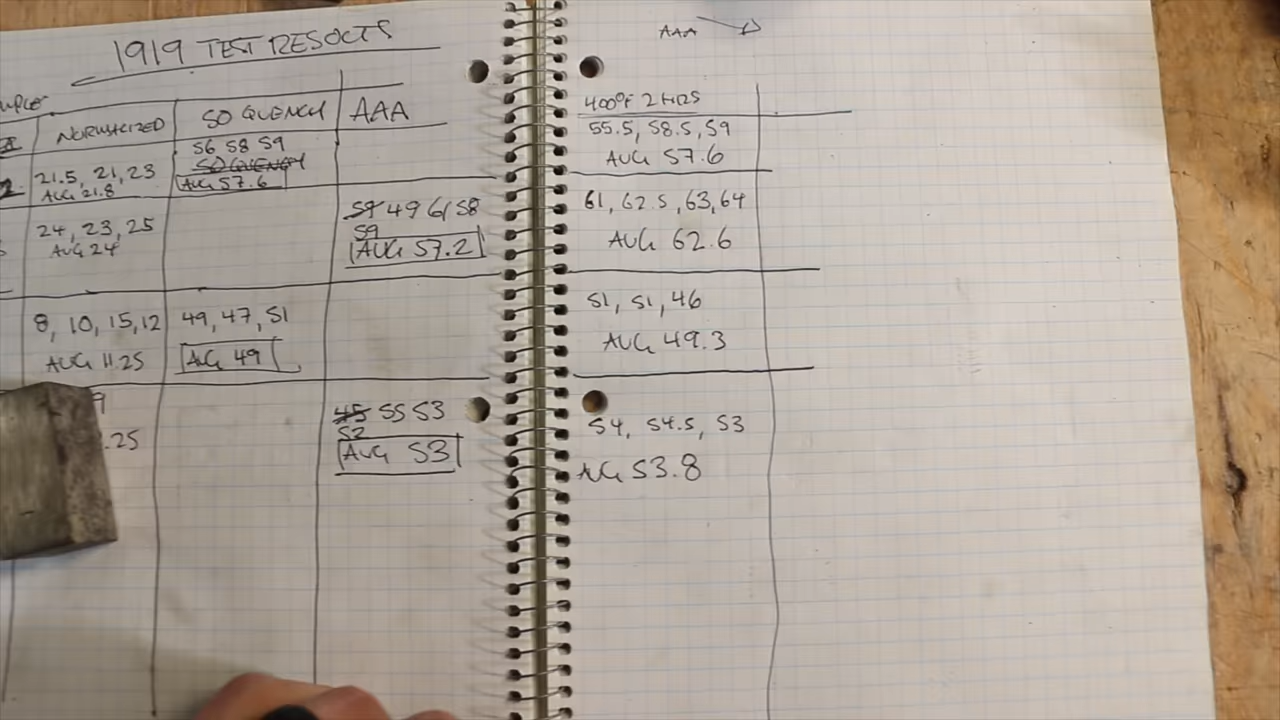 1919 TEST RESULTS
AAA
NORMALIZED
SO QUENCH
AAA
400°F 2 HRS
21.5, 21, 23
AVG 21.8
56 58 59
SO QUENCH
AVG 57.6
55.5, 58.5, 59
AVG 57.6
24, 23, 25
AVG 24
59 49 61 58
59
AVG 57.2
61, 62.5, 63, 64
AVG 62.6
8, 10, 15, 12
AVG 11.25
49, 47, 51
AVG 49
51, 51, 46
AVG 49.3
9
.25
45 55 53
52
AVG 53
54, 54.5, 53
AVG 53.8